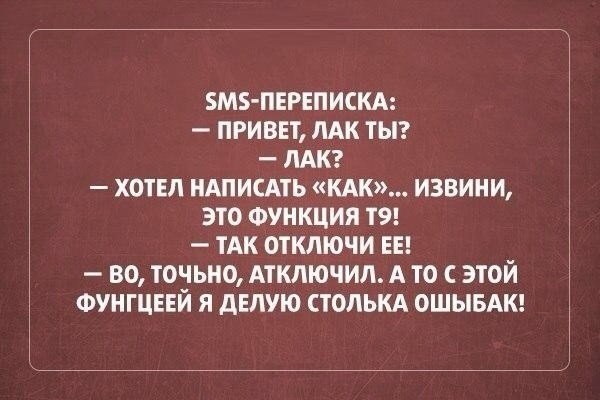 SMS-ПЕРЕПИСКА:
— ПРИВЕТ, ЛАК ТЫ?
— ЛАК?
— ХОТЕЛ НАПИСАТЬ «КАК»... ИЗВИНИ,
ЭТО ФУНКЦИЯ Т9!
— ТАК ОТКЛЮЧИ ЕЕ!
— ВО, ТОЧЬНО, АТКЛЮЧИЛ. А ТО С ЭТОЙ
ФУНГЦЕЕЙ Я ДЕЛУЮ СТОЛЬКА ОШЫБАК!